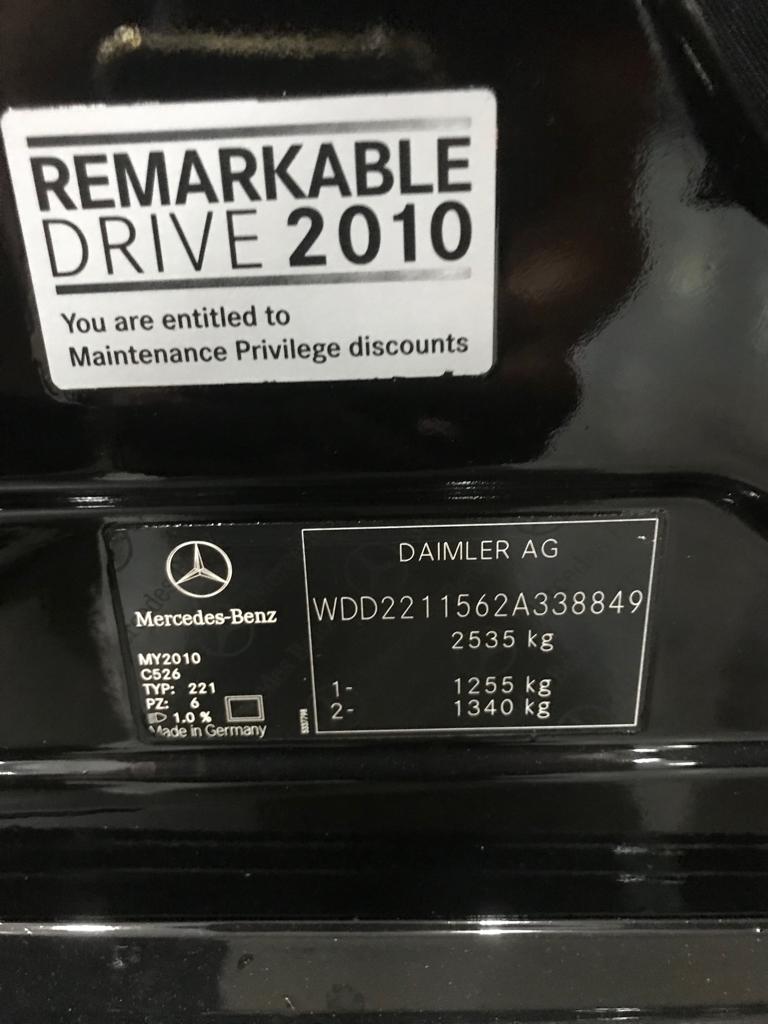 REMARKABLE
DRIVE 2010
You are entitled to
Maintenance Privilege discounts
Mercedes-Benz
MY2010
C526
TYP: 221
PZ: 6
1.0 %
Made in Germany
DAIMLER AG
WDD2211562A338849
2535 kg
1- 1255 kg
2- 1340 kg